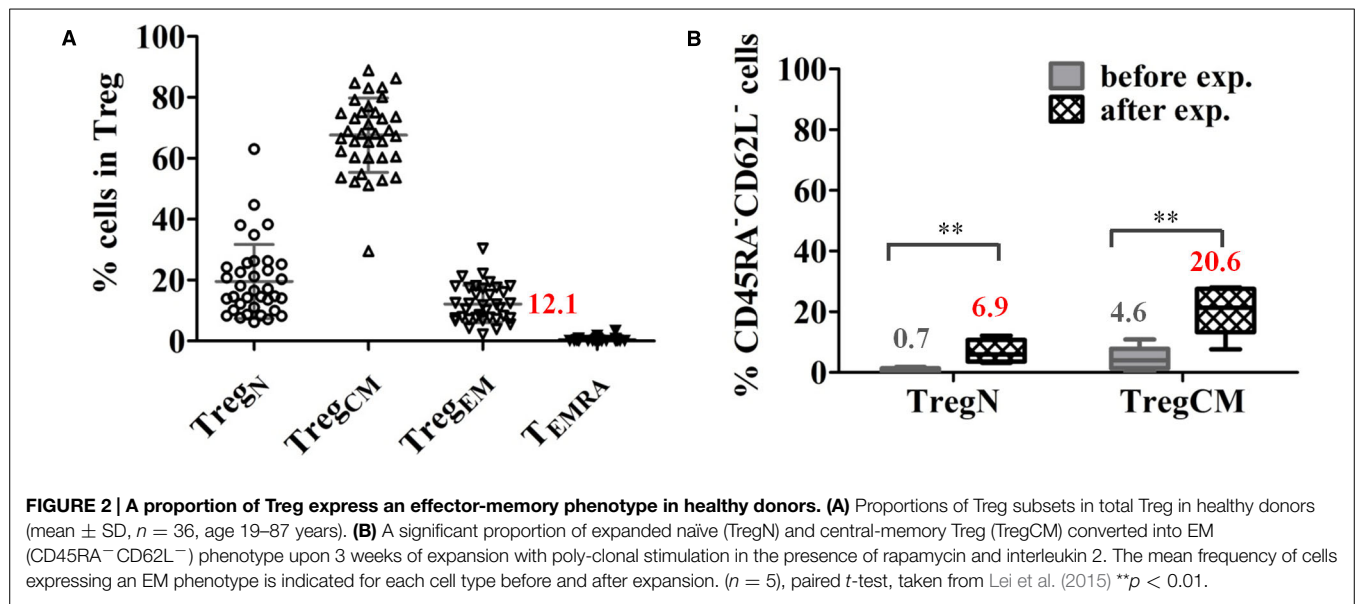 A
% cells in Treg
100
80
60
40
20
0
12.1
TregN
TregCM
TregEM
TEMRA
B
% CD45RA⁻CD62L⁻ cells
100
80
60
40
20
0
before exp.
after exp.
**
**
0.7
6.9
4.6
20.6
TregN
TregCM
FIGURE 2 | A proportion of Treg express an effector-memory phenotype in healthy donors. (A) Proportions of Treg subsets in total Treg in healthy donors
(mean ± SD, n = 36, age 19–87 years). (B) A significant proportion of expanded naïve (TregN) and central-memory Treg (TregCM) converted into EM
(CD45RA⁻CD62L⁻) phenotype upon 3 weeks of expansion with poly-clonal stimulation in the presence of rapamycin and interleukin 2. The mean frequency of cells
expressing an EM phenotype is indicated for each cell type before and after expansion. (n = 5), paired t-test, taken from Lei et al. (2015) **p < 0.01.